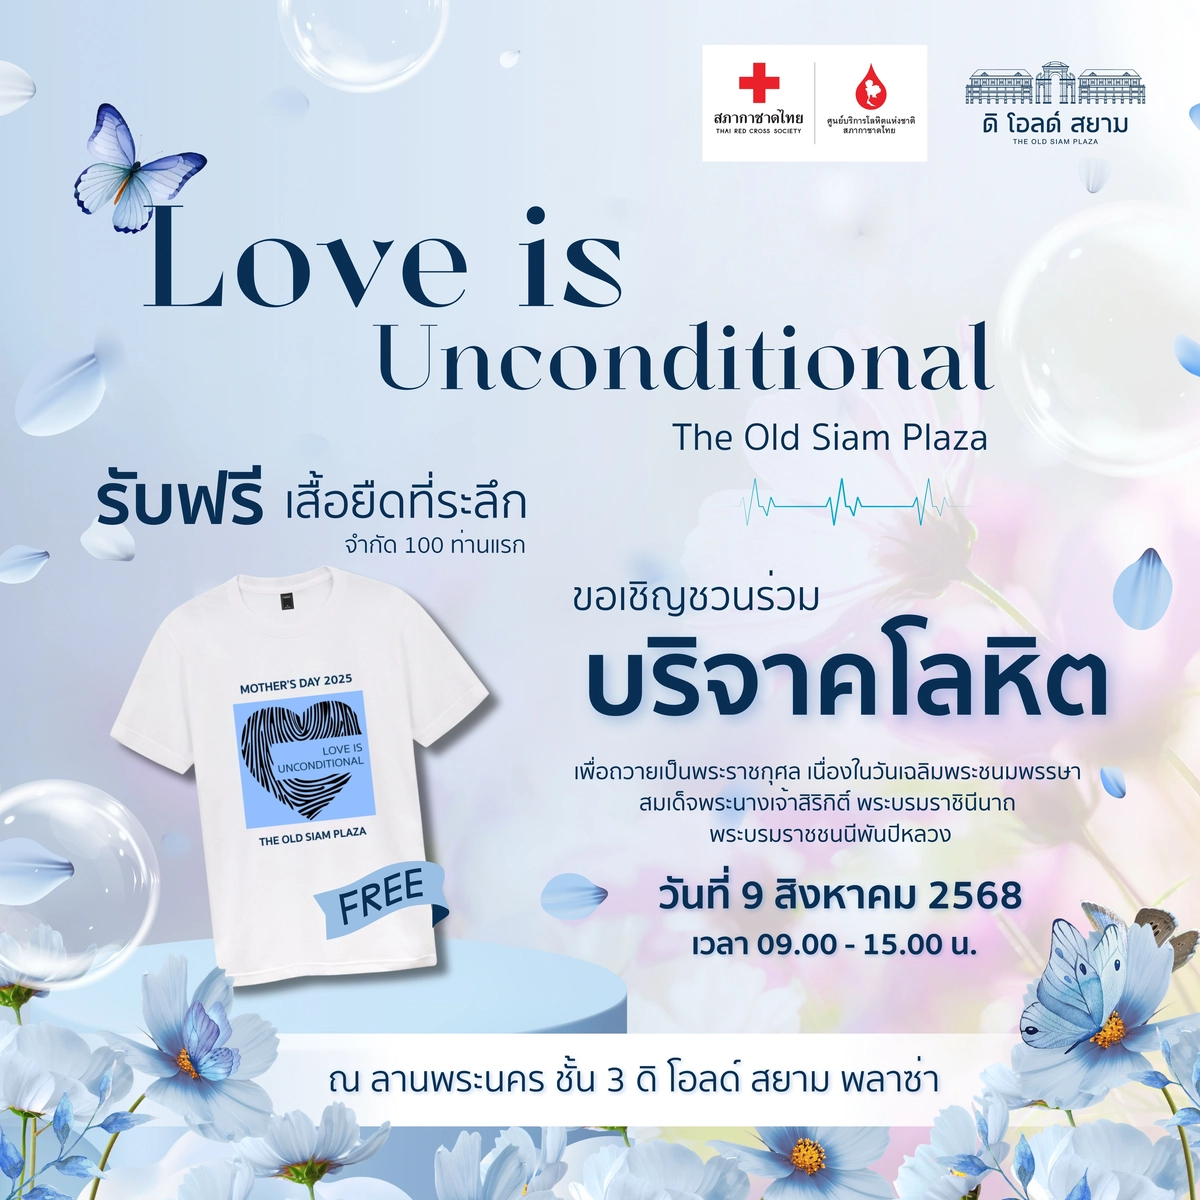 สภากาชาดไทย
THAI RED CROSS SOCIETY
ศูนย์บริการโลหิตแห่งชาติ
สภากาชาดไทย
ดิ โอลด์ สยาม
THE OLD SIAM PLAZA
Love is
Unconditional
The Old Siam Plaza
รับฟรี เสื้อยืดที่ระลึก
จำกัด 100 ท่านแรก
MOTHER'S DAY 2025
LOVE IS
UNCONDITIONAL
THE OLD SIAM PLAZA
FREE
ขอเชิญชวนร่วม
บริจาคโลหิต
เพื่อถวายเป็นพระราชกุศล เนื่องในวันเฉลิมพระชนมพรรษา
สมเด็จพระนางเจ้าสิริกิติ์ พระบรมราชินีนาถ
พระบรมราชชนนีพันปีหลวง
วันที่ 9 สิงหาคม 2568
เวลา 09.00 - 15.00 น.
ณ ลานพระนคร ชั้น 3 ดิ โอลด์ สยาม พลาซ่า